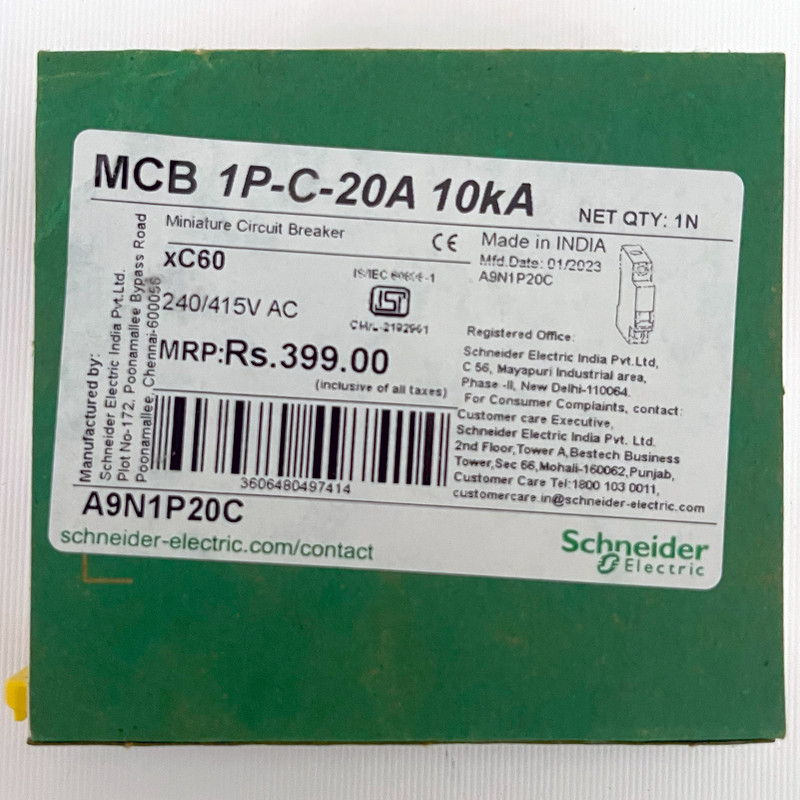 MCB 1P-C-20A 10kA
NET QTY: 1N
Miniature Circuit Breaker
xC60
240/415V AC
CE
Made in INDIA
Mfd.Date: 01/2023
A9N1P20C
ISI
MRP:Rs.399.00
(inclusive of all taxes)
Registered Office:
Schneider Electric India Pvt.Ltd,
C 56, Mayapuri Industrial area,
Phase -II, New Delhi-110064.
For Consumer Complaints, contact:
Customer care Executive,
Schneider Electric India Pvt. Ltd.
2nd Floor,Tower A,Bestech Business
Tower,Sec 66,Mohali-160062,Punjab,
Customer Care Tel:1800 103 0011,
customercare.in@schneider-electric.com
Manufactured by:
Schneider Electric India Pvt.Ltd.
Plot No-172, Poonamallee Bypass Road
Poonamallee, Chennai-600056
3606480497414
A9N1P20C
schneider-electric.com/contact
Schneider
Electric